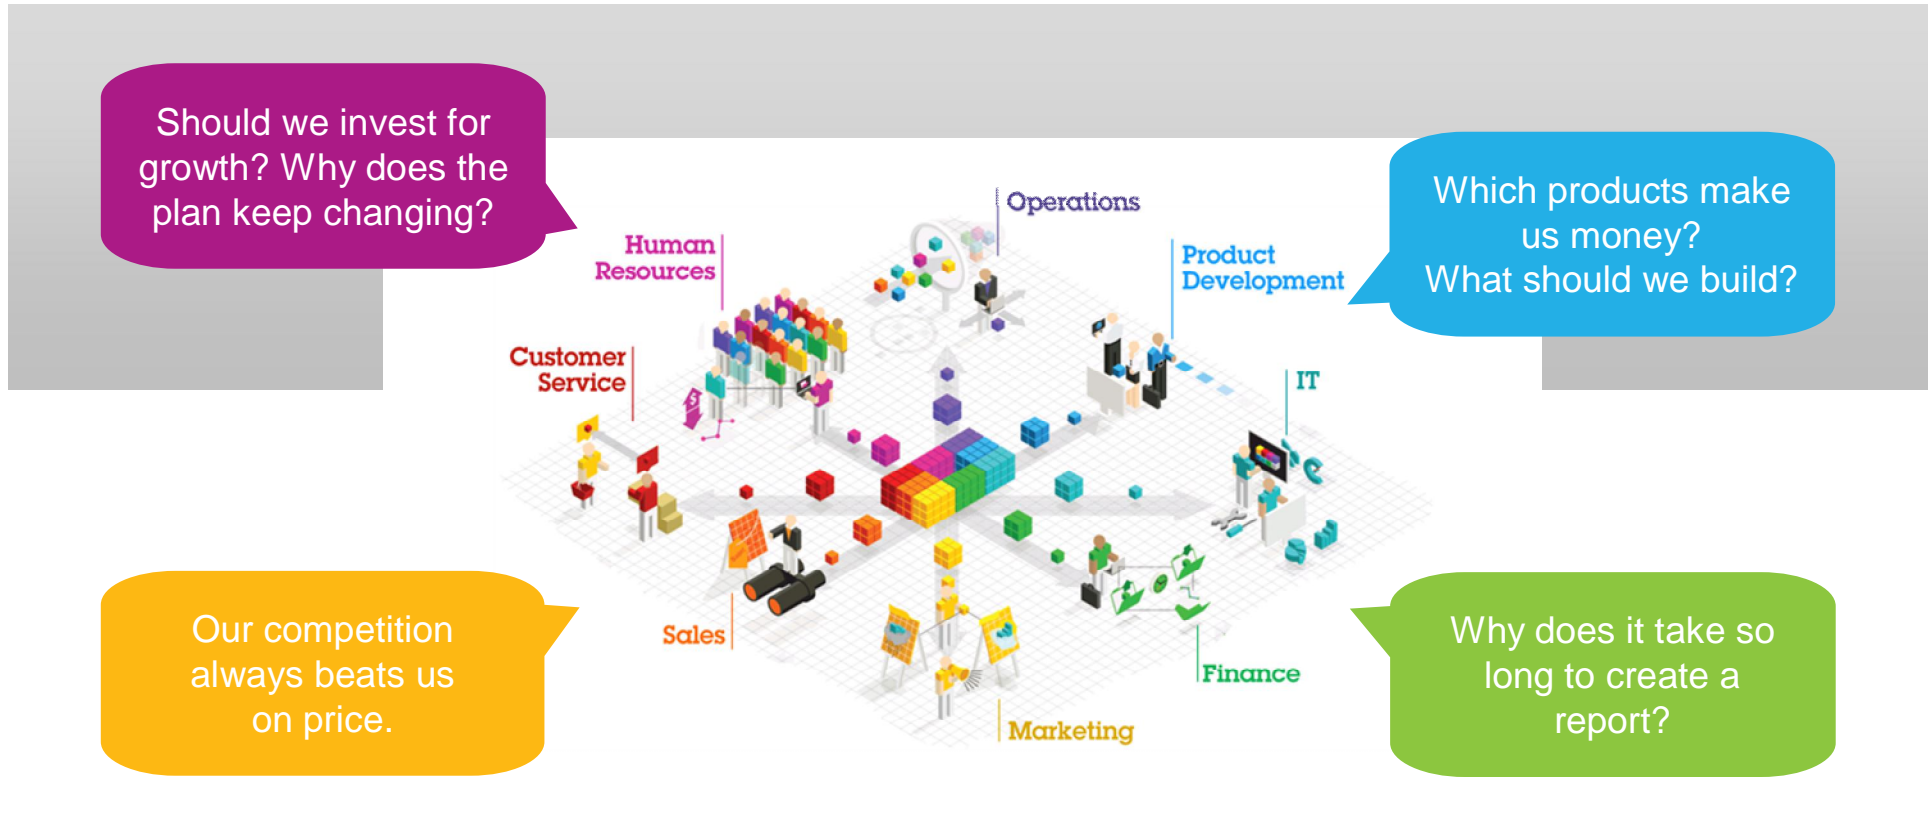 Should we invest for
growth? Why does the
plan keep changing?
Which products make
us money?
What should we build?
Operations
Human
Resources
Product
Development
Customer
Service
IT
$
Sales
Finance
Marketing
Our competition
always beats us
on price.
Why does it take so
long to create a
report?